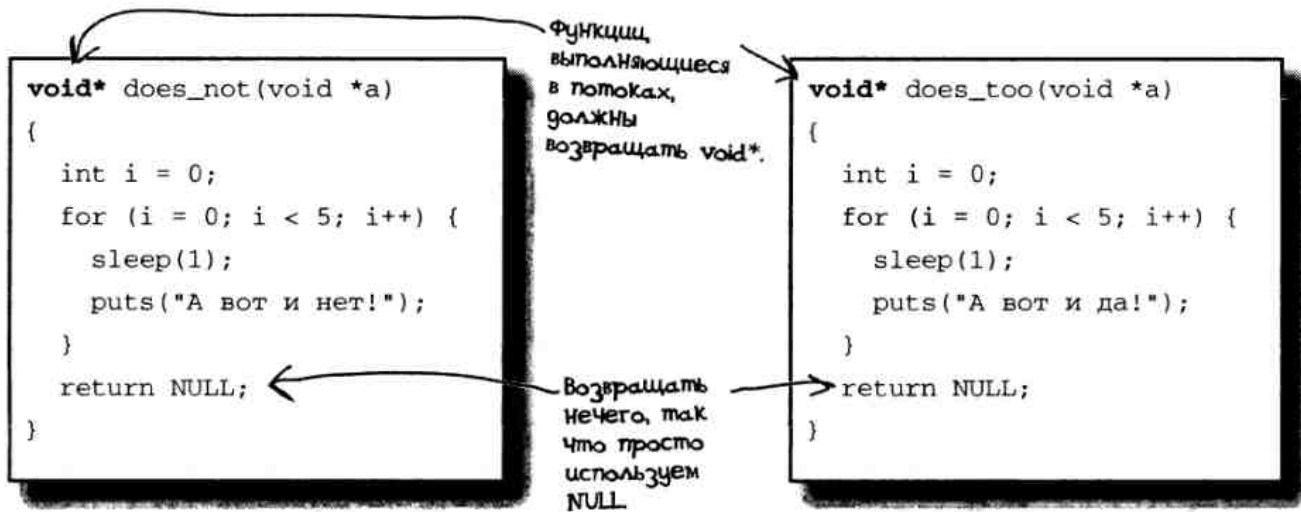 void* does_not(void *a)
{
int i = 0;
for (i = 0; i < 5; i++) {
sleep(1);
puts("А вот и нет!");
}
return NULL;
}
Функции,
выполняющиеся
в потоках,
должны
возвращать void*.
Возвращать
нечего, так
что просто
используем
NULL
void* does_too(void *a)
{
int i = 0;
for (i = 0; i < 5; i++) {
sleep(1);
puts("А вот и да!");
}
return NULL;
}